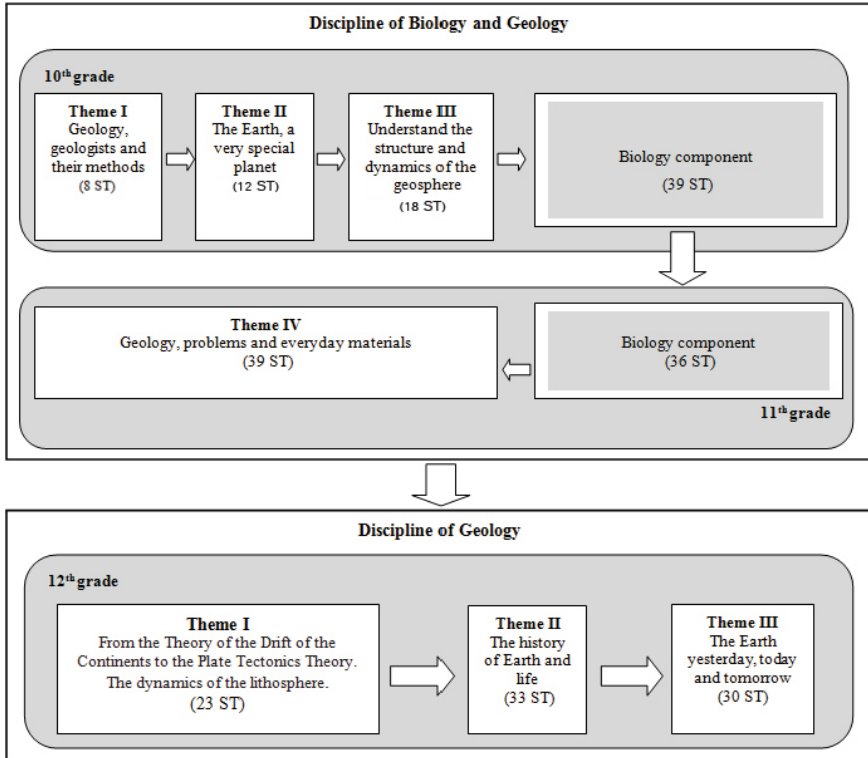 Discipline of Biology and Geology
10th grade
Theme I
Geology,
geologists and
their methods
(8 ST)
Theme II
The Earth, a
very special
planet
(12 ST)
Theme III
Understand the
structure and
dynamics of the
geosphere
(18 ST)
Biology component
(39 ST)
Theme IV
Geology, problems and everyday materials
(39 ST)
Biology component
(36 ST)
11th grade
Discipline of Geology
12th grade
Theme I
From the Theory of the Drift of the
Continents to the Plate Tectonics Theory.
The dynamics of the lithosphere.
(23 ST)
Theme II
The history
of Earth and
life
(33 ST)
Theme III
The Earth
yesterday, today
and tomorrow
(30 ST)